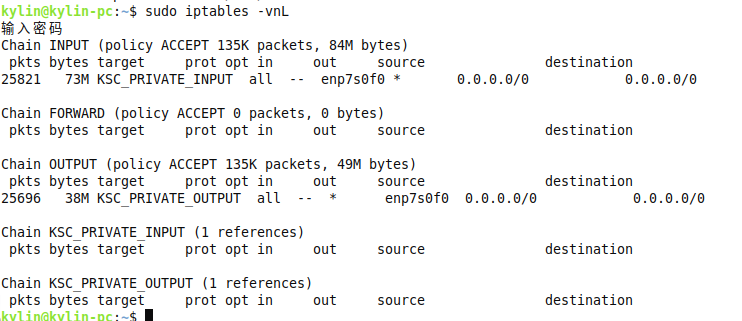 kylin@kylin-pc:~$ sudo iptables -vnL
输入密码
Chain INPUT (policy ACCEPT 135K packets, 84M bytes)
 pkts bytes target     prot opt in     out     source               destination
25821   73M KSC_PRIVATE_INPUT  all  --  enp7s0f0 *       0.0.0.0/0            0.0.0.0/0

Chain FORWARD (policy ACCEPT 0 packets, 0 bytes)
 pkts bytes target     prot opt in     out     source               destination

Chain OUTPUT (policy ACCEPT 135K packets, 49M bytes)
 pkts bytes target     prot opt in     out     source               destination
25696   38M KSC_PRIVATE_OUTPUT  all  --  *      enp7s0f0  0.0.0.0/0            0.0.0.0/0

Chain KSC_PRIVATE_INPUT (1 references)
 pkts bytes target     prot opt in     out     source               destination

Chain KSC_PRIVATE_OUTPUT (1 references)
 pkts bytes target     prot opt in     out     source               destination
kylin@kylin-pc:~$